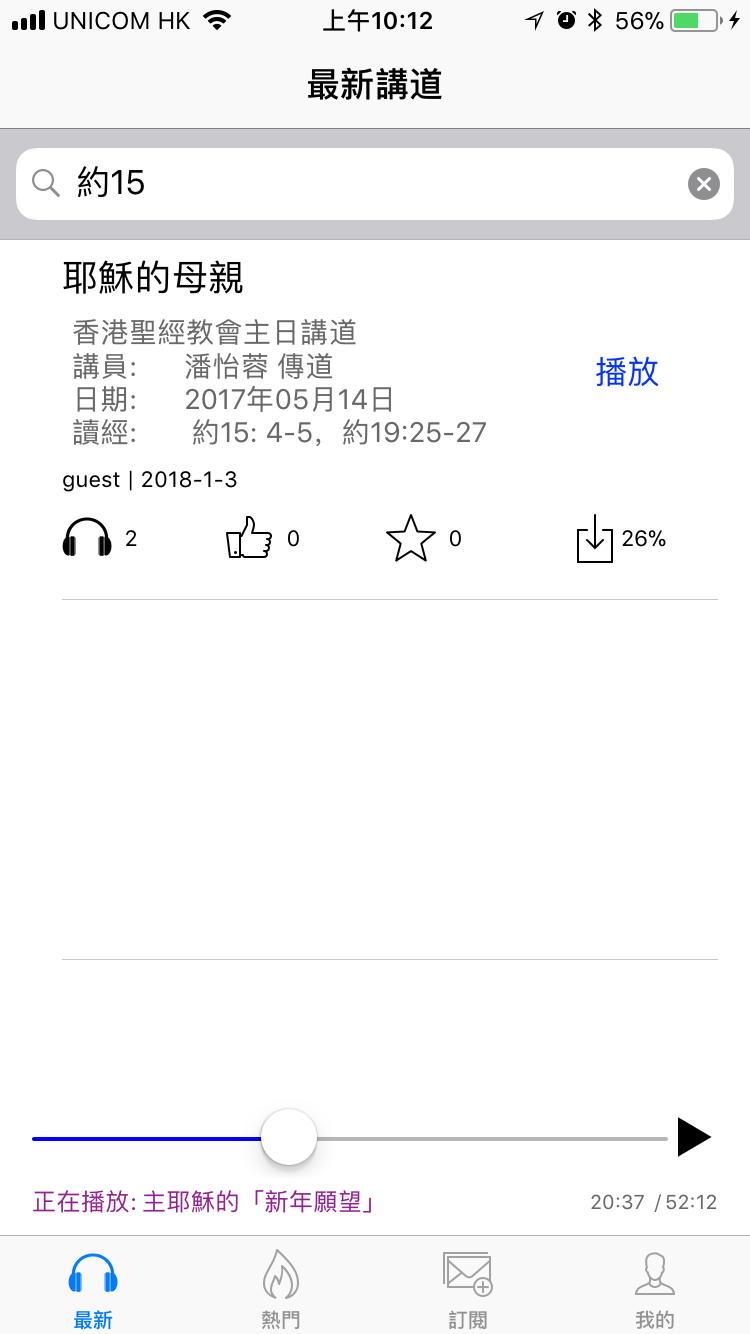 UNICOM HK 上午10:12 56%
最新講道
約15
耶穌的母親
香港聖經教會主日講道
講員: 潘怡蓉 傳道
播放
日期: 2017年05月14日
讀經: 約15: 4-5, 約19:25-27
guest | 2018-1-3
2 0 0 26%
正在播放: 主耶穌的「新年願望」 20:37 / 52:12
最新 熱門 訂閱 我的